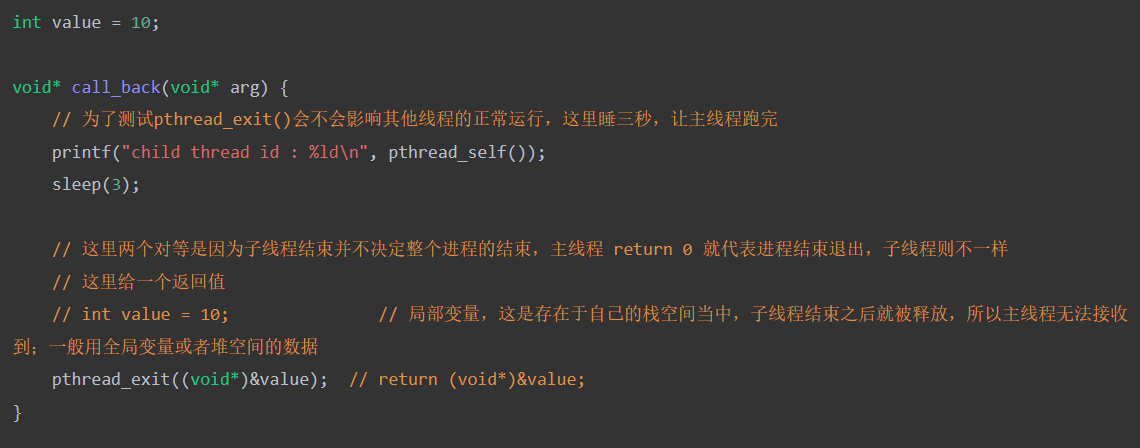 int value = 10;
void* call_back(void* arg) {
// 为了测试pthread_exit()会不会影响其他线程的正常运行，这里睡三秒，让主线程跑完
printf("child thread id : %ld\n", pthread_self());
sleep(3);
// 这里两个对等是因为子线程结束并不决定整个进程的结束，主线程 return 0 就代表进程结束退出，子线程则不一样
// 这里给一个返回值
// int value = 10; // 局部变量，这是存在于自己的栈空间当中，子线程结束之后就被释放，所以主线程无法接收
到；一般用全局变量或者堆空间的数据
pthread_exit((void*)&value); // return (void*)&value;
}